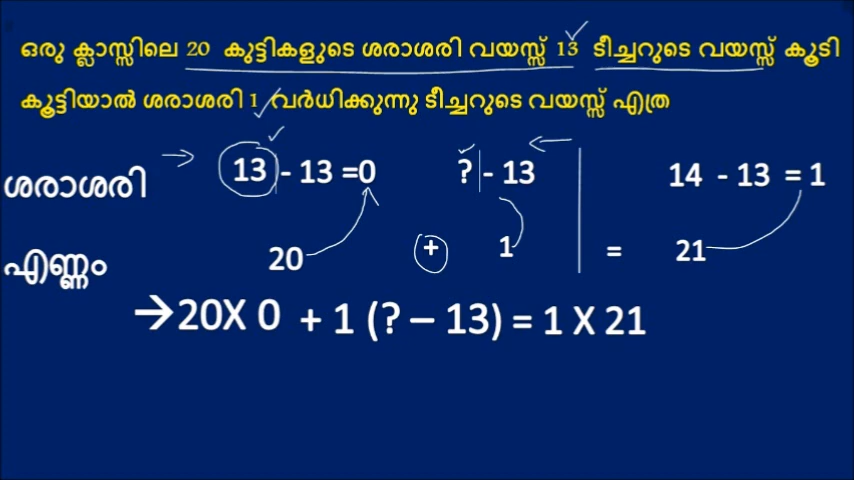 ഒരു ക്ലാസ്സിലെ 20 കുട്ടികളുടെ ശരാശരി വയസ്സ് 13 ടീച്ചറുടെ വയസ്സ് കൂടി
കൂട്ടിയാൽ ശരാശരി 1 വർധിക്കുന്നു ടീച്ചറുടെ വയസ്സ് എത്ര
ശരാശരി → 13 - 13 =0 ? - 13 14 - 13 = 1
എണ്ണം 20 + 1 = 21
→20X 0 + 1 (? – 13) = 1 X 21